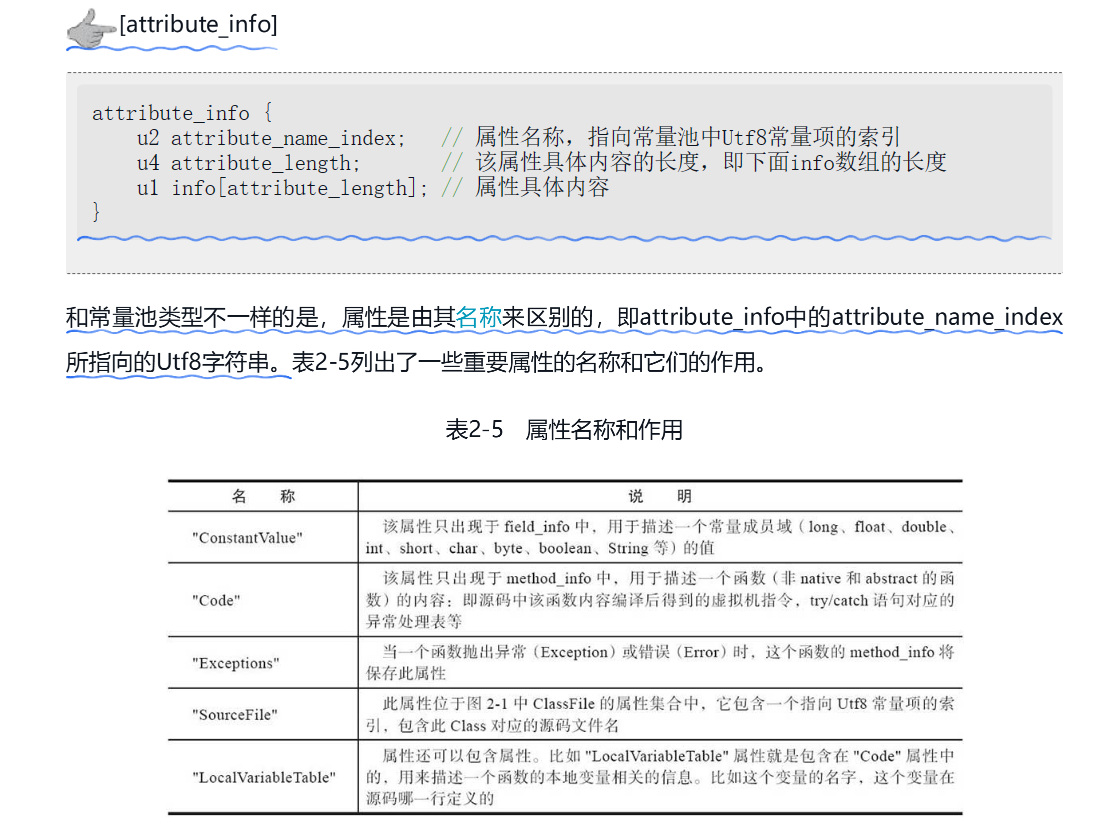 [attribute_info]
attribute_info {
    u2 attribute_name_index;   // 属性名称，指向常量池中Utf8常量项的索引
    u4 attribute_length;       // 该属性具体内容的长度，即下面info数组的长度
    u1 info[attribute_length]; // 属性具体内容
}
和常量池类型不一样的是，属性是由其名称来区别的，即attribute_info中的attribute_name_index
所指向的Utf8字符串。表2-5列出了一些重要属性的名称和它们的作用。
表2-5 属性名称和作用
名 称 说 明
"ConstantValue" 该属性只出现于 field_info 中，用于描述一个常量成员域（long、float、double、
int、short、char、byte、boolean、String 等）的值
该属性只出现于 method_info 中，用于描述一个函数（非 native 和 abstract 的函
"Code" 数）的内容：即源码中该函数内容编译后得到的虚拟机指令，try/catch 语句对应的
异常处理表等
"Exceptions" 当一个函数抛出异常（Exception）或错误（Error）时，这个函数的 method_info 将
保存此属性
"SourceFile" 此属性位于图 2-1 中 ClassFile 的属性集合中，它包含一个指向 Utf8 常量项的索
引，包含此 Class 对应的源码文件名
属性还可以包含属性。比如 "LocalVariableTable" 属性就是包含在 "Code" 属性中
"LocalVariableTable" 的，用来描述一个函数的本地变量相关的信息。比如这个变量的名字，这个变量在
源码哪一行定义的